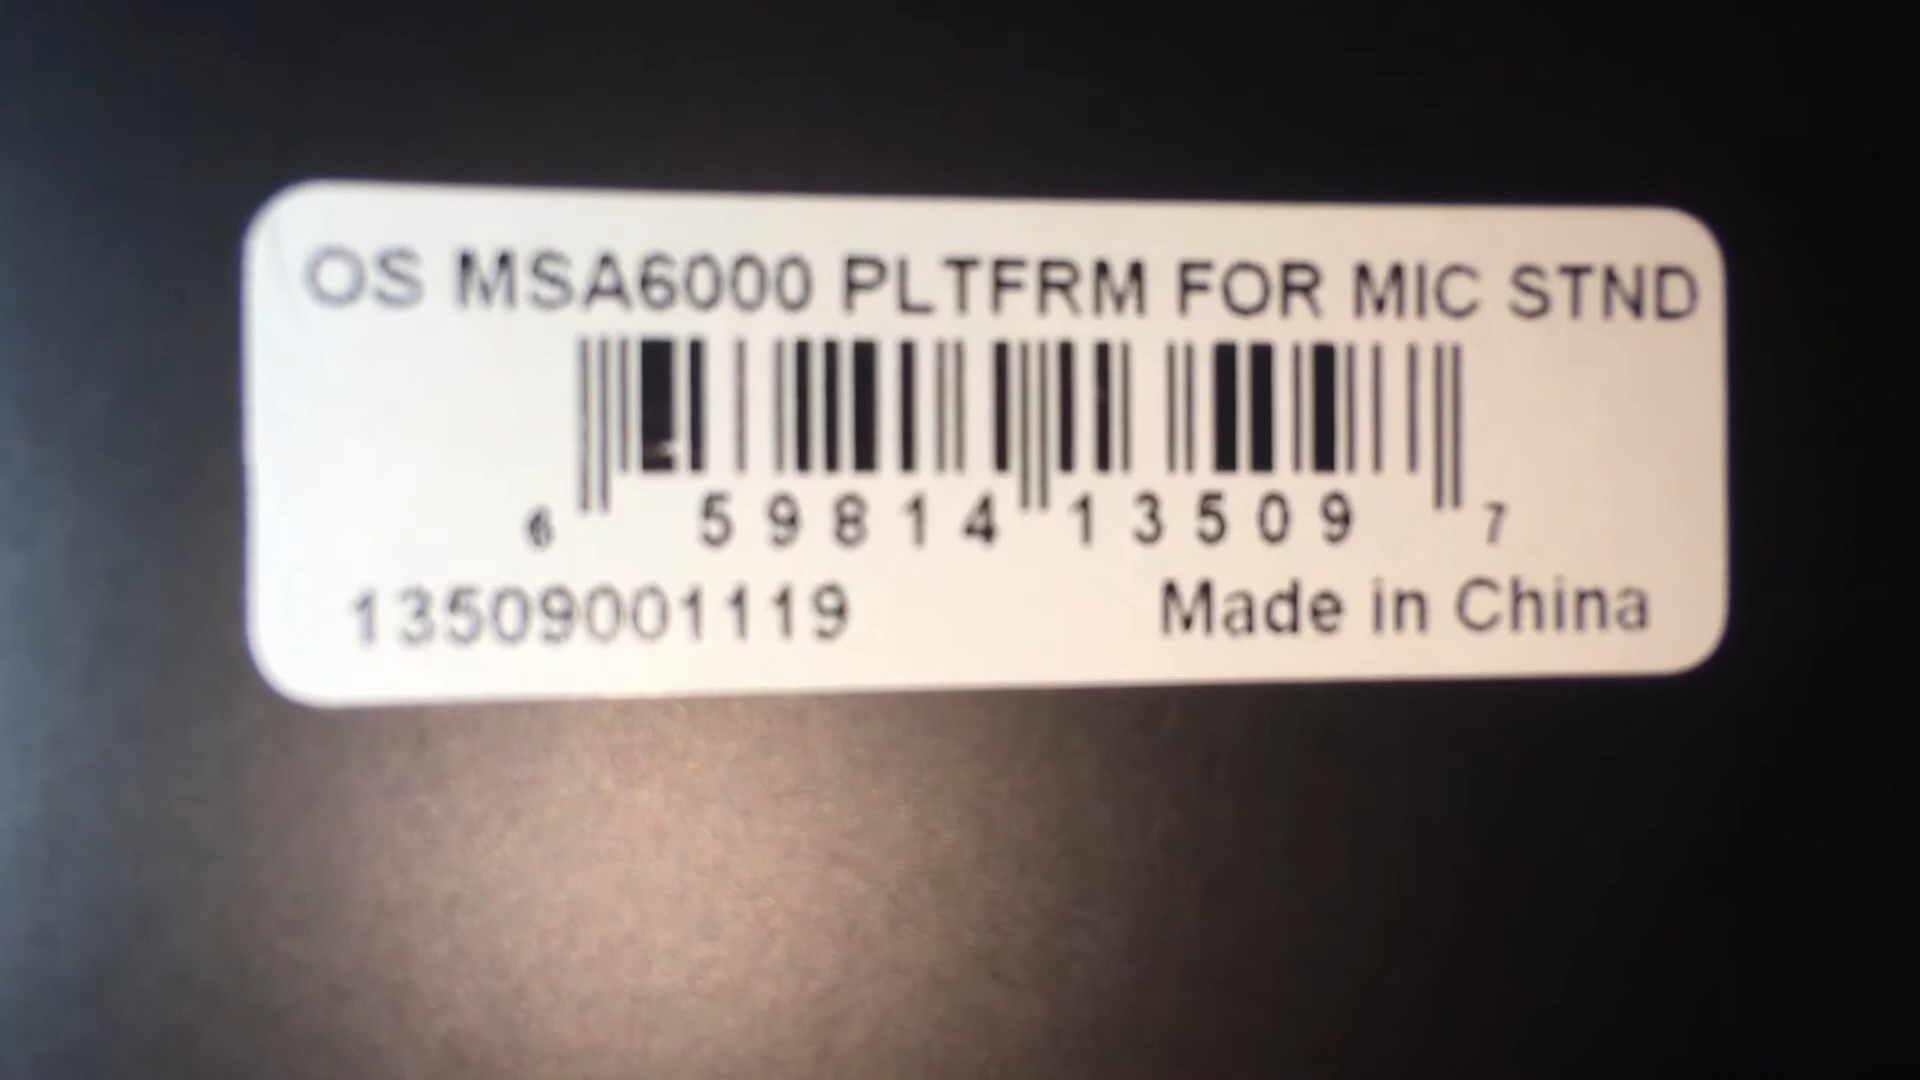 OS MSA6000 PLTFRM FOR MIC STND
6 59814 13509 7
13509001119 Made in China